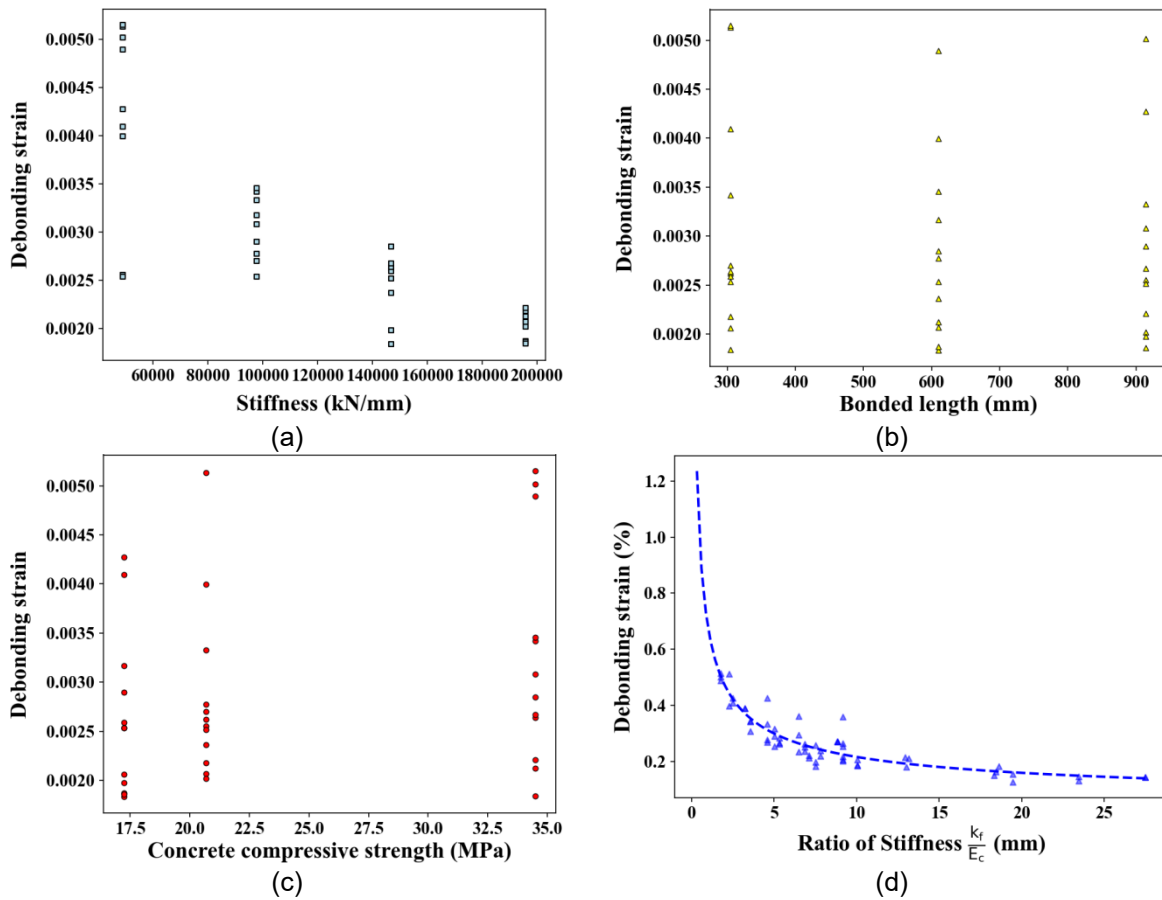 Debonding strain
0.0050
0.0045
0.0040
0.0035
0.0030
0.0025
0.0020
60000 80000 100000 120000 140000 160000 180000 200000
Stiffness (kN/mm)
(a)
Debonding strain
0.0050
0.0045
0.0040
0.0035
0.0030
0.0025
0.0020
300 400 500 600 700 800 900
Bonded length (mm)
(b)
Debonding strain
0.0050
0.0045
0.0040
0.0035
0.0030
0.0025
0.0020
17.5 20.0 22.5 25.0 27.5 30.0 32.5 35.0
Concrete compressive strength (MPa)
(c)
Debonding strain (%)
1.2
1.0
0.8
0.6
0.4
0.2
0 5 10 15 20 25
Ratio of Stiffness k_f/E_c (mm)
(d)